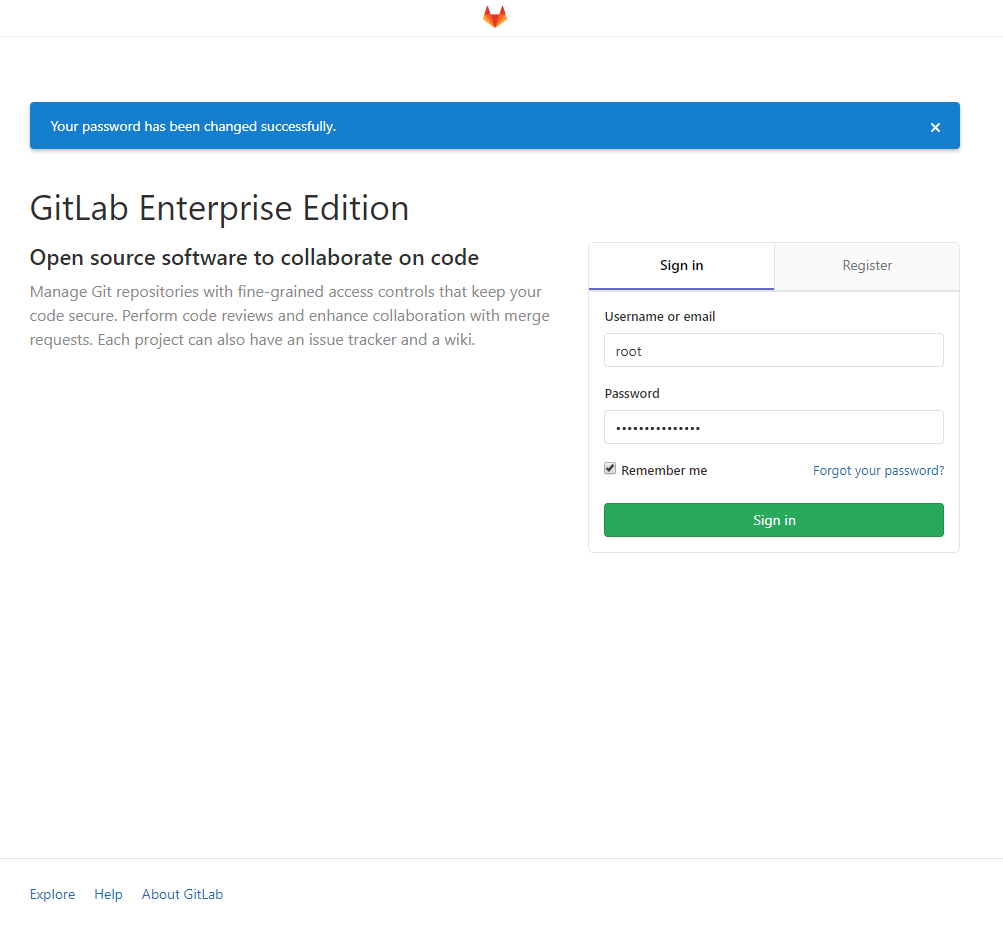 Your password has been changed successfully.
GitLab Enterprise Edition
Open source software to collaborate on code
Manage Git repositories with fine-grained access controls that keep your
code secure. Perform code reviews and enhance collaboration with merge
requests. Each project can also have an issue tracker and a wiki.
Sign in
Register
Username or email
root
Password
•••••••••••••••
Remember me
Forgot your password?
Sign in
Explore
Help
About GitLab